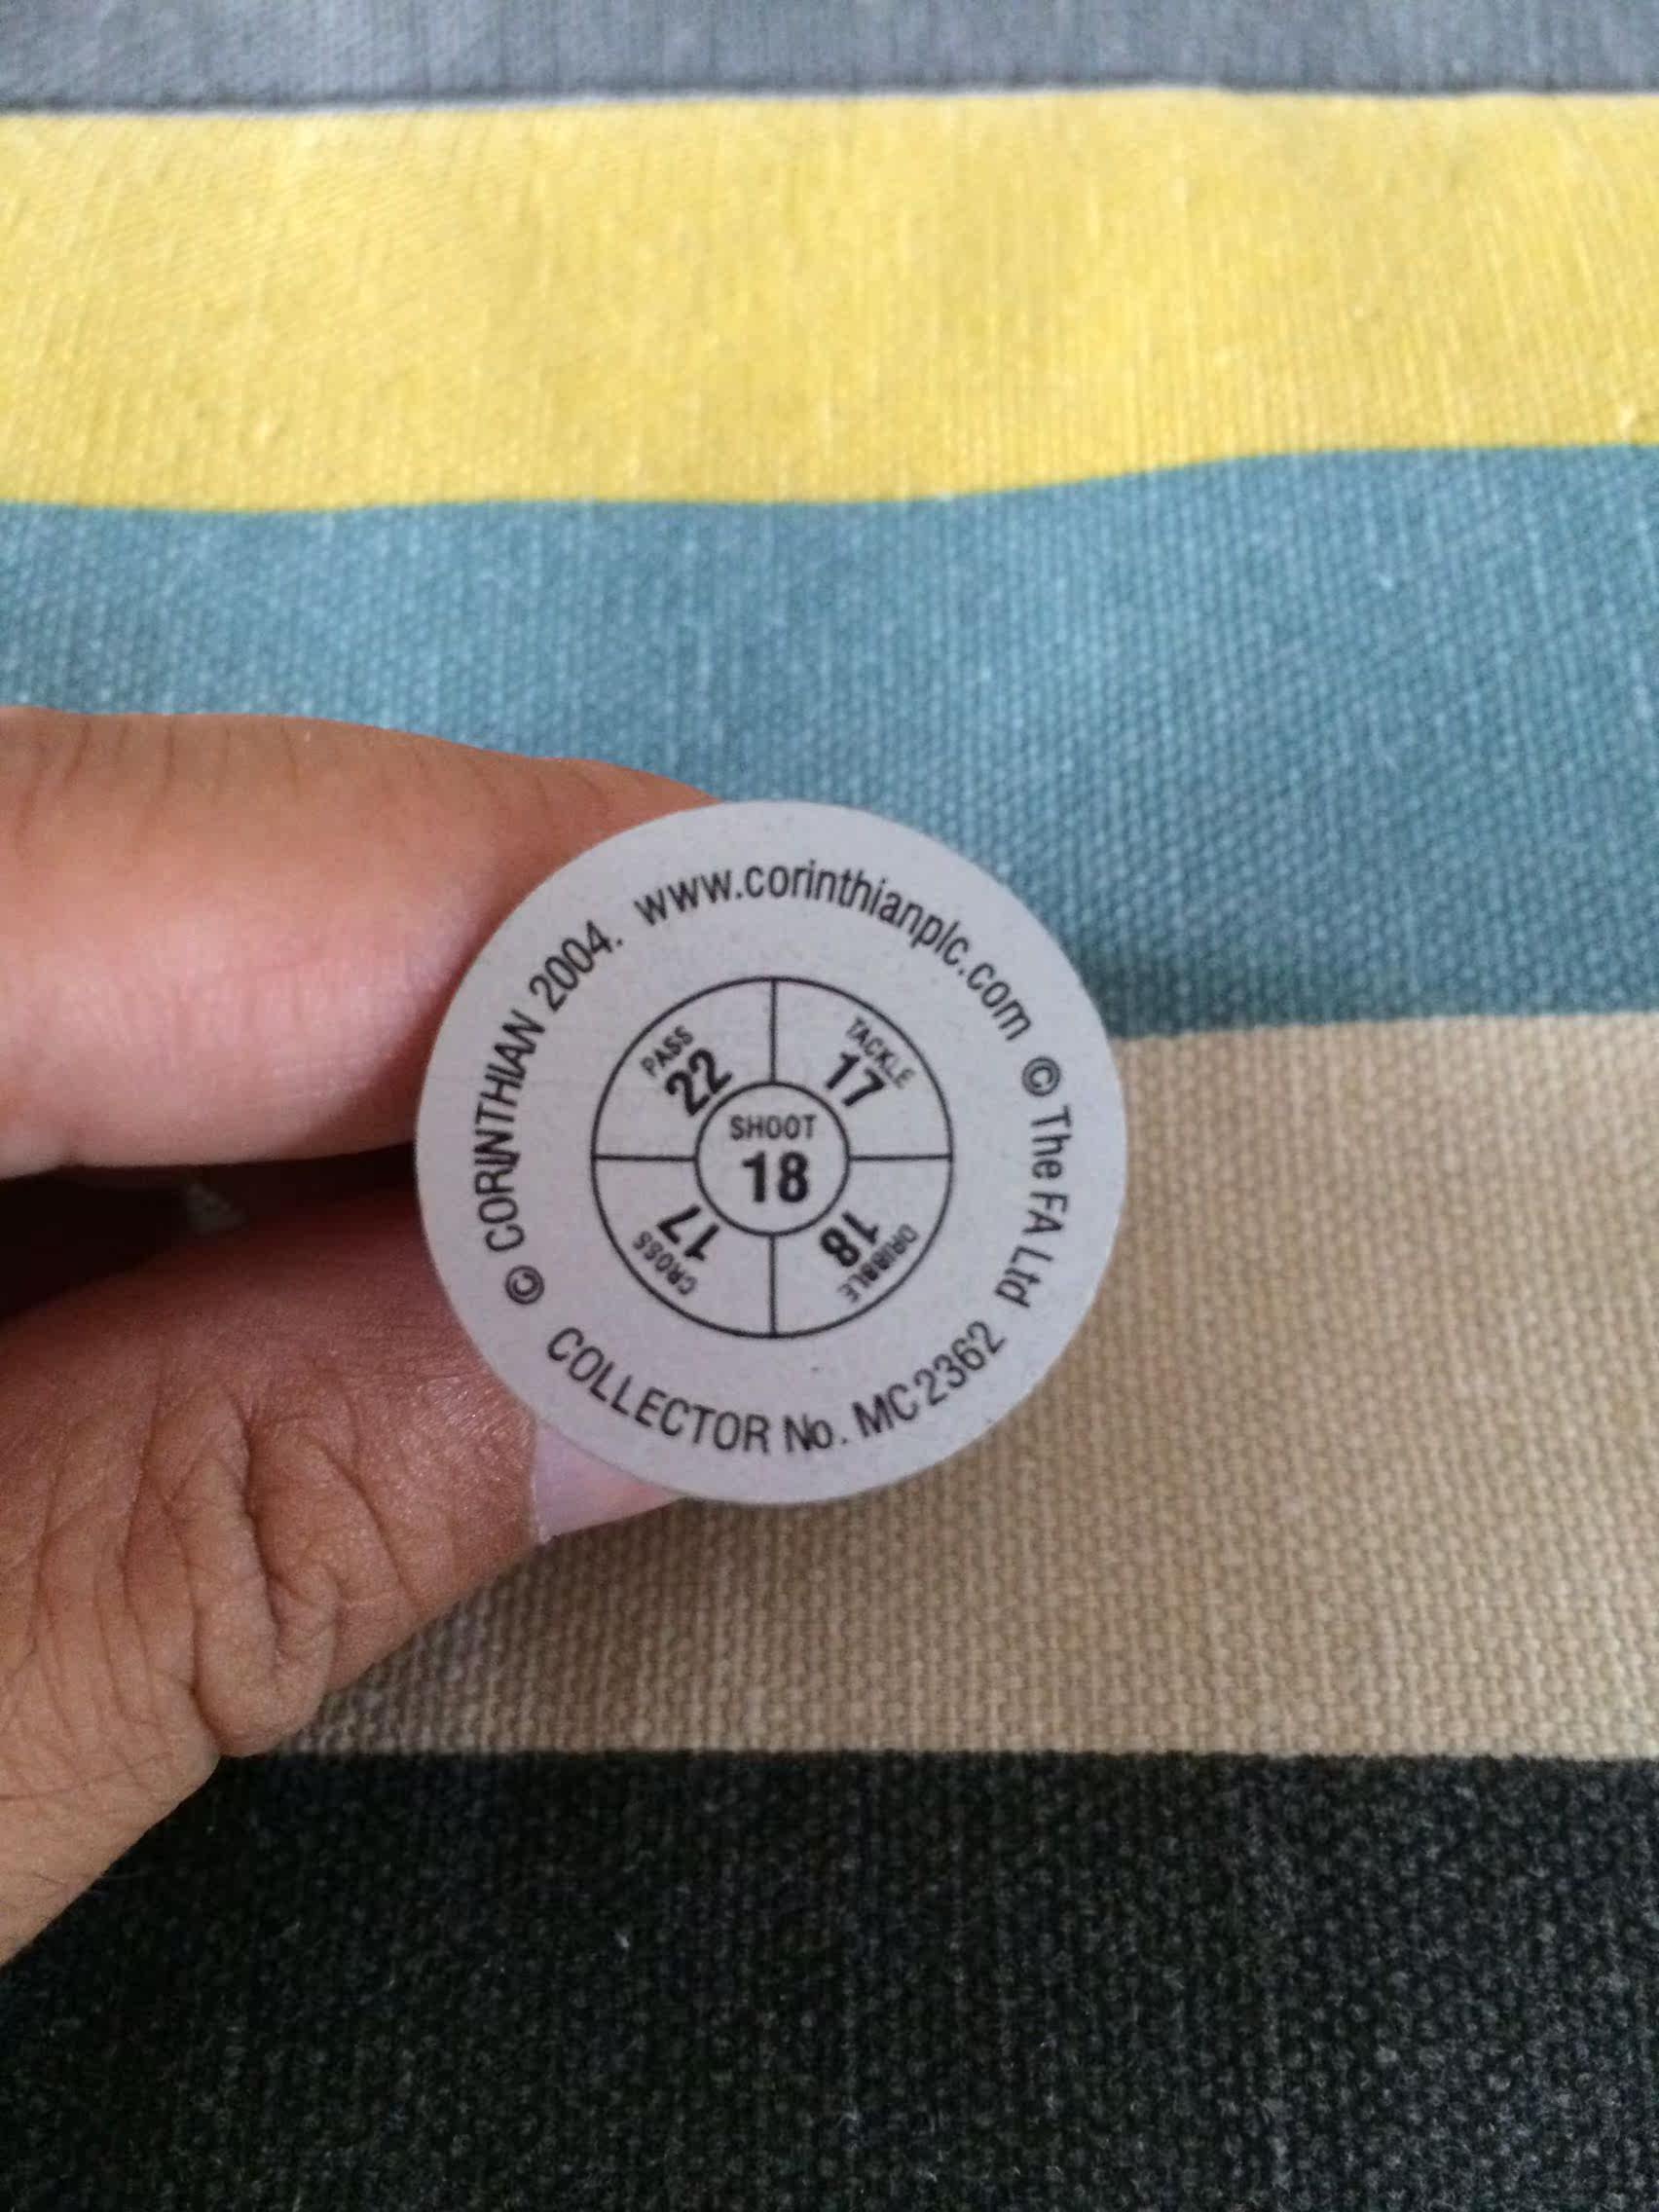 © CORINTHIAN 2004. www.corinthianplc.com © The FA Ltd
PASS
22
TACKLE
17
SHOOT
18
CROSS
17
DRIBBLE
18
COLLECTOR No. MC2362